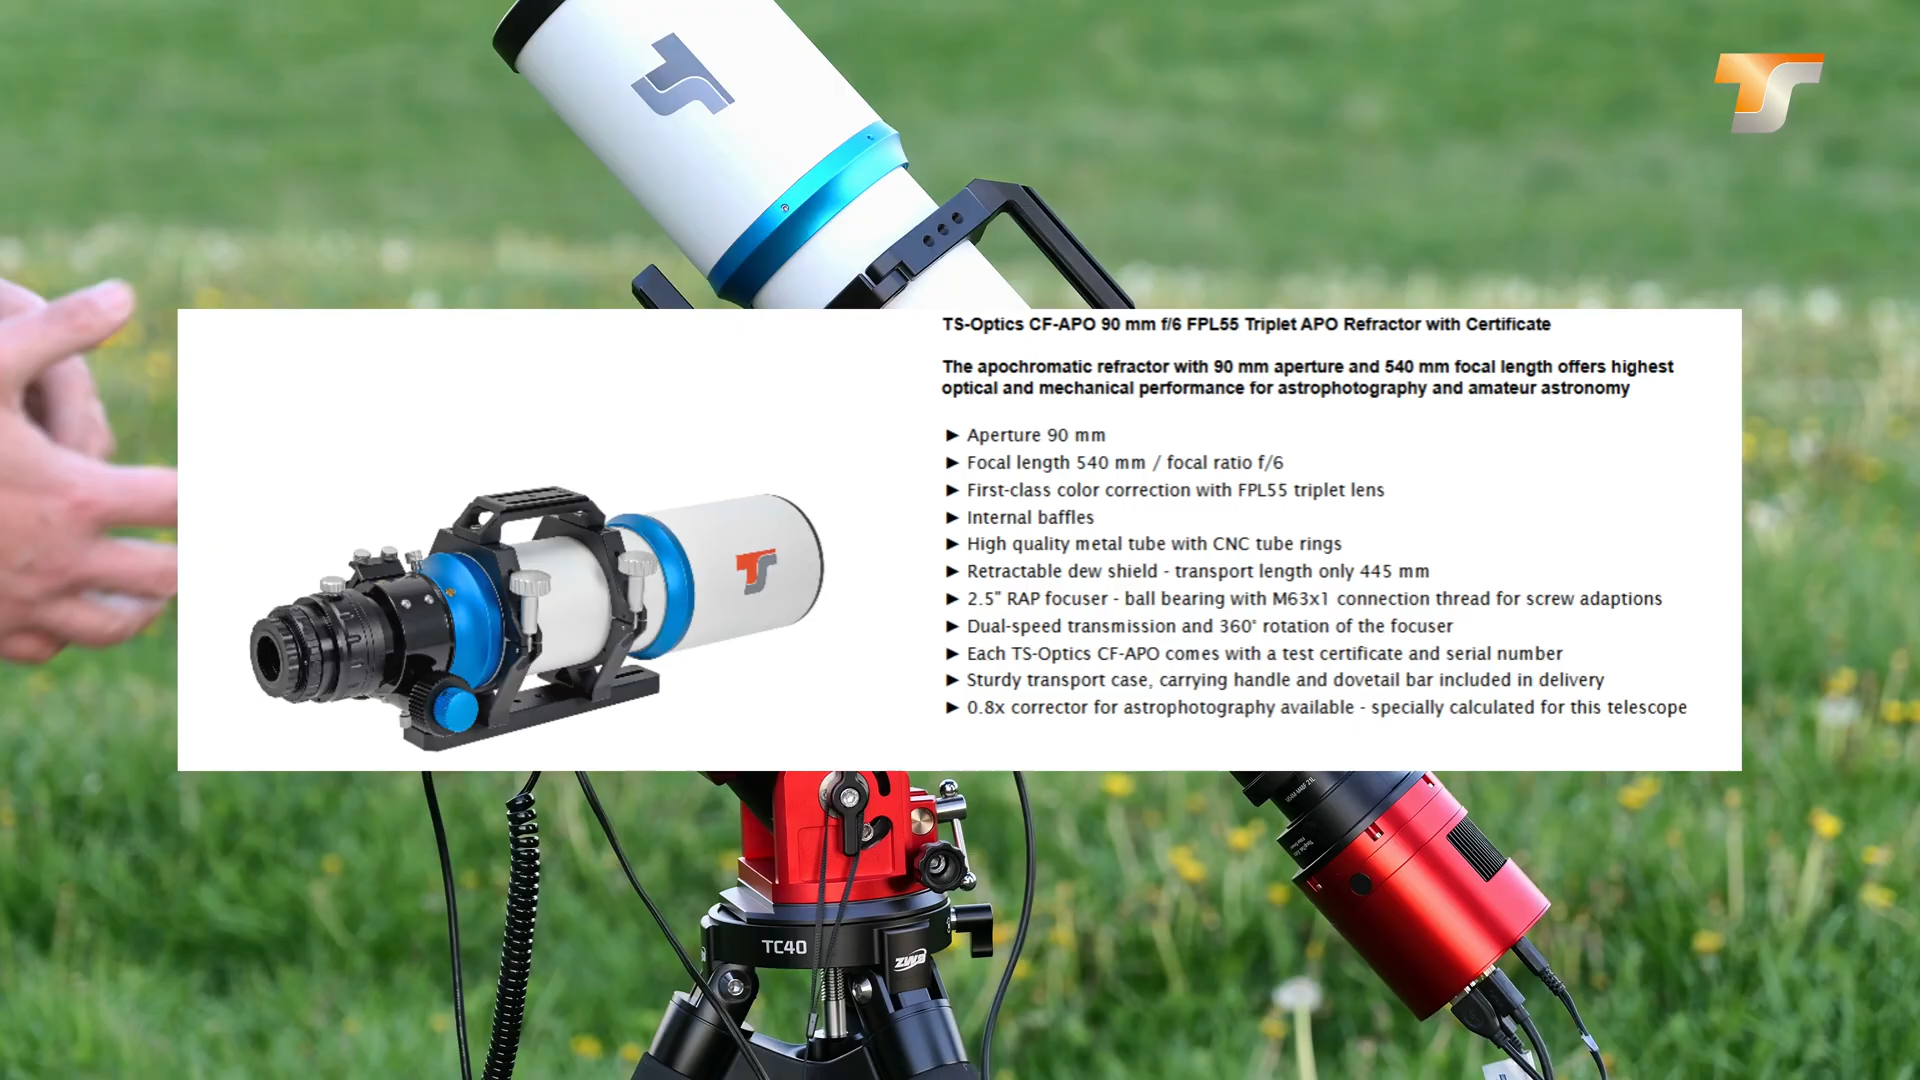 TS
TS
TS-Optics CF-APO 90 mm f/6 FPL55 Triplet APO Refractor with Certificate
The apochromatic refractor with 90 mm aperture and 540 mm focal length offers highest
optical and mechanical performance for astrophotography and amateur astronomy
► Aperture 90 mm
► Focal length 540 mm / focal ratio f/6
► First-class color correction with FPL55 triplet lens
► Internal baffles
► High quality metal tube with CNC tube rings
► Retractable dew shield - transport length only 445 mm
► 2.5" RAP focuser - ball bearing with M63x1 connection thread for screw adaptions
► Dual-speed transmission and 360° rotation of the focuser
► Each TS-Optics CF-APO comes with a test certificate and serial number
► Sturdy transport case, carrying handle and dovetail bar included in delivery
► 0.8x corrector for astrophotography available - specially calculated for this telescope
TS
TC40
ZWO